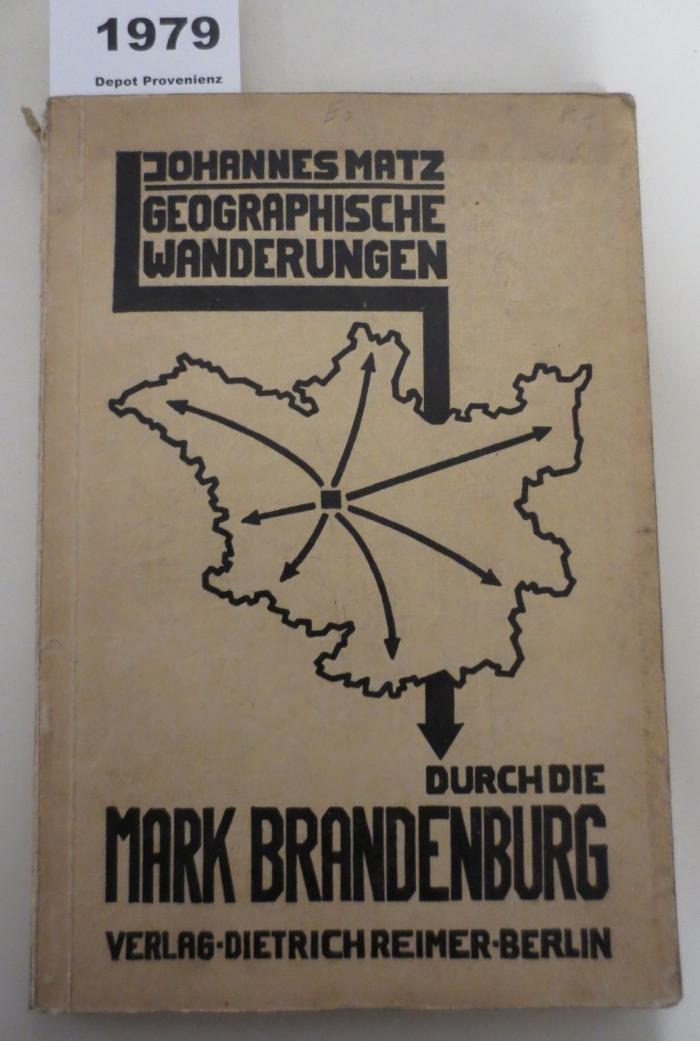 1979
Depot Provenienz
JOHANNES MATZ
GEOGRAPHISCHE
WANDERUNGEN
DURCH DIE
MARK BRANDENBURG
VERLAG·DIETRICH REIMER·BERLIN